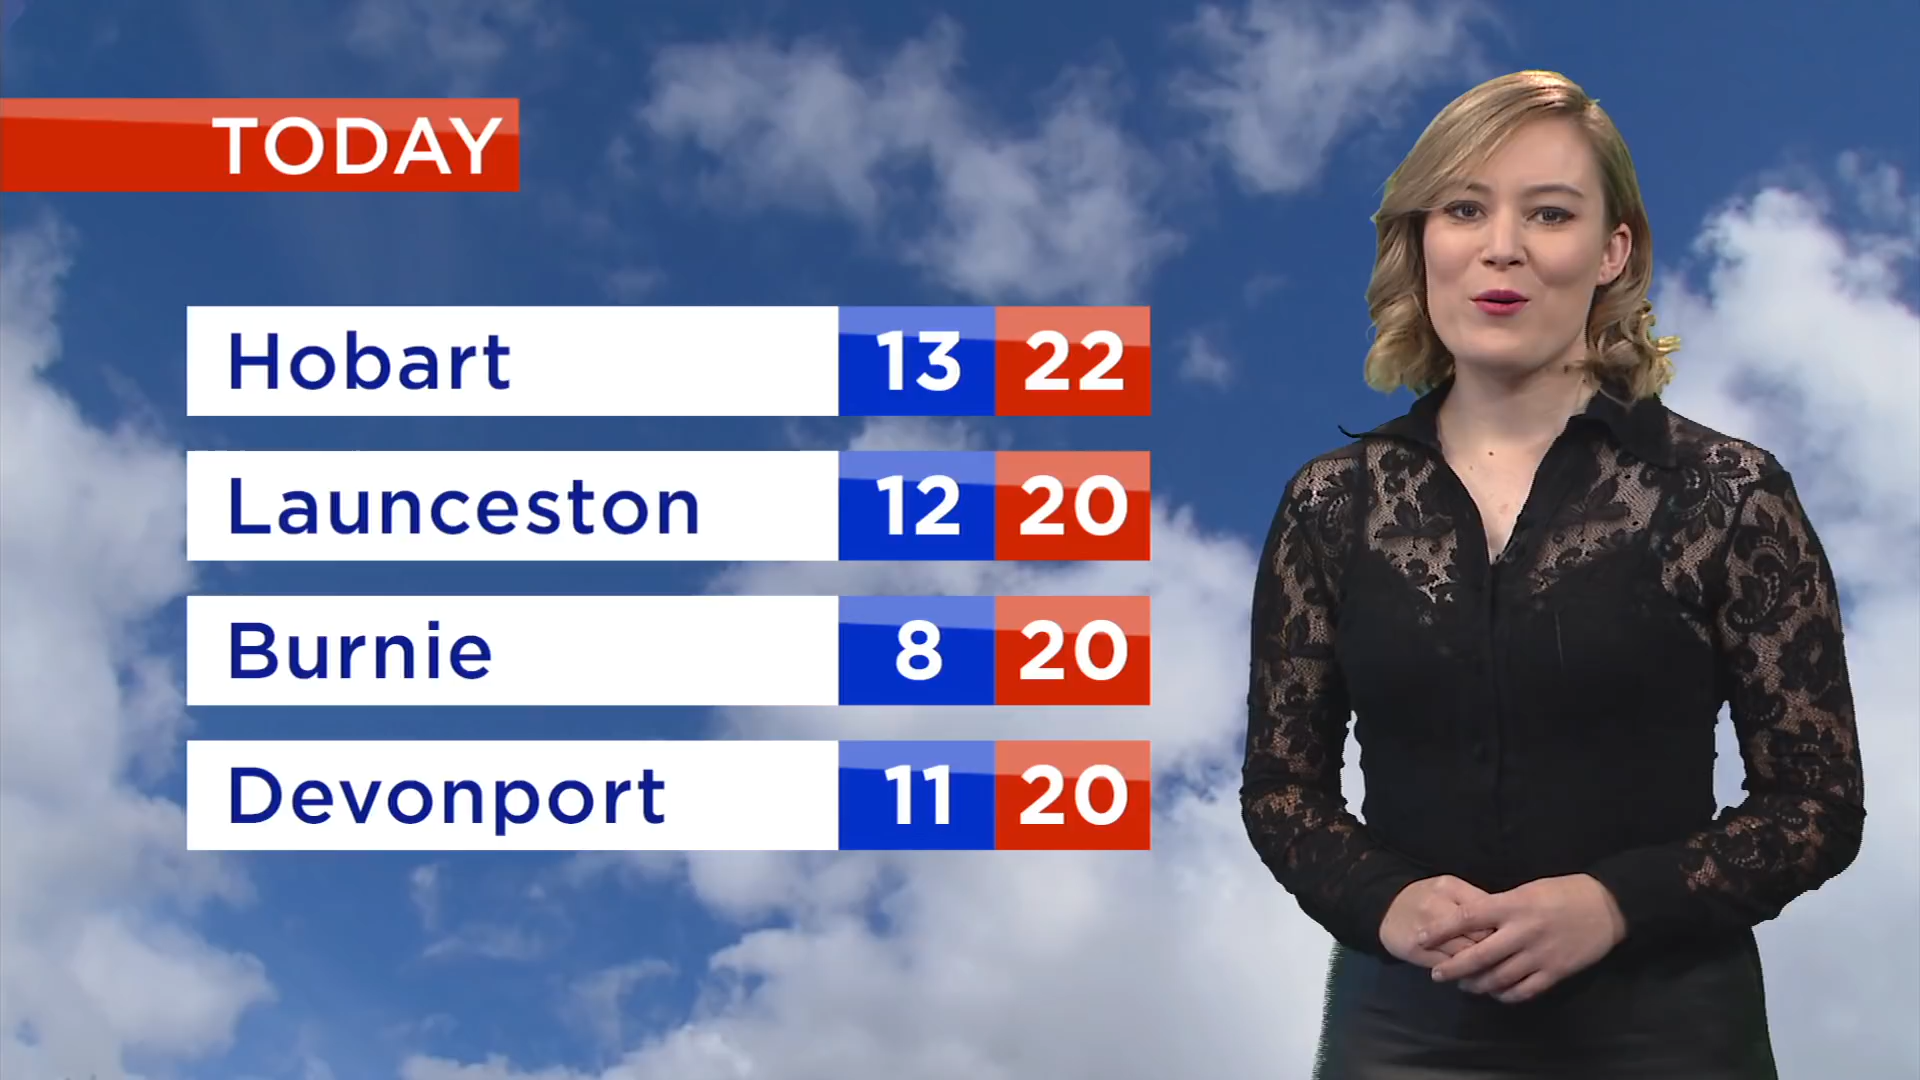 TODAY
Hobart 13 22
Launceston 12 20
Burnie 8 20
Devonport 11 20